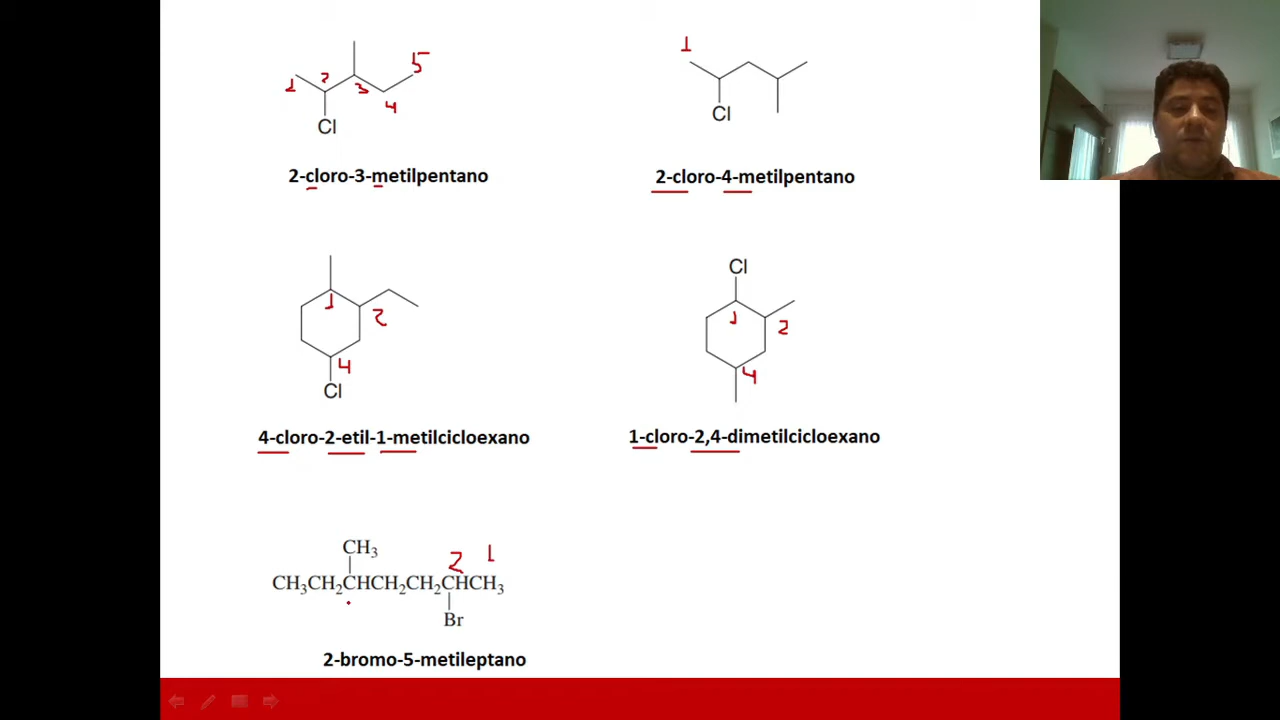 5
1 2 3
4
Cl
2-cloro-3-metilpentano
1
Cl
2-cloro-4-metilpentano
1
2
4
Cl
4-cloro-2-etil-1-metilcicloexano
Cl
1
2
4
1-cloro-2,4-dimetilcicloexano
2 1
CH₃
CH₃CH₂CHCH₂CH₂CHCH₃
Br
2-bromo-5-metileptano